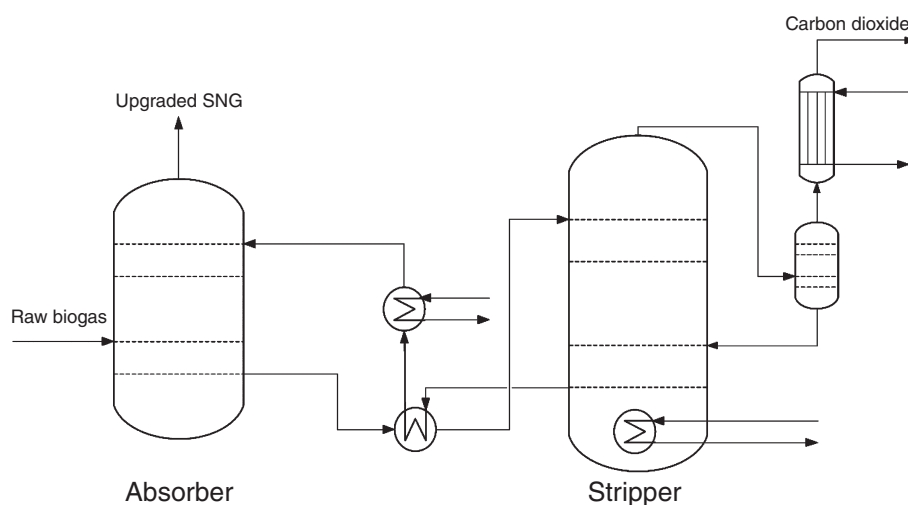 Carbon dioxide
Upgraded SNG
Raw biogas
Absorber
Stripper